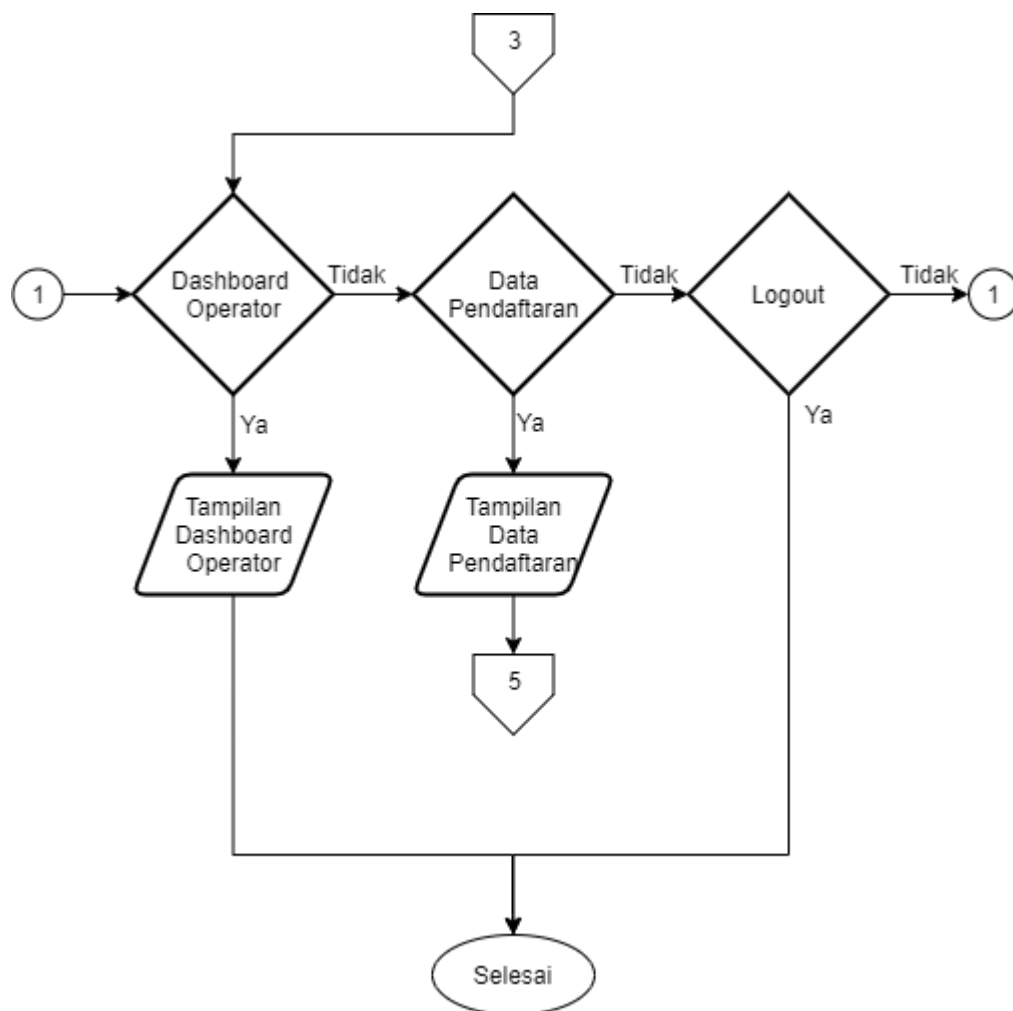 3
1
Dashboard
Operator
Tidak
Data
Pendaftaran
Tidak
Logout
Tidak
1
Ya
Ya
Ya
Tampilan
Dashboard
Operator
Tampilan
Data
Pendaftaran
5
Selesai